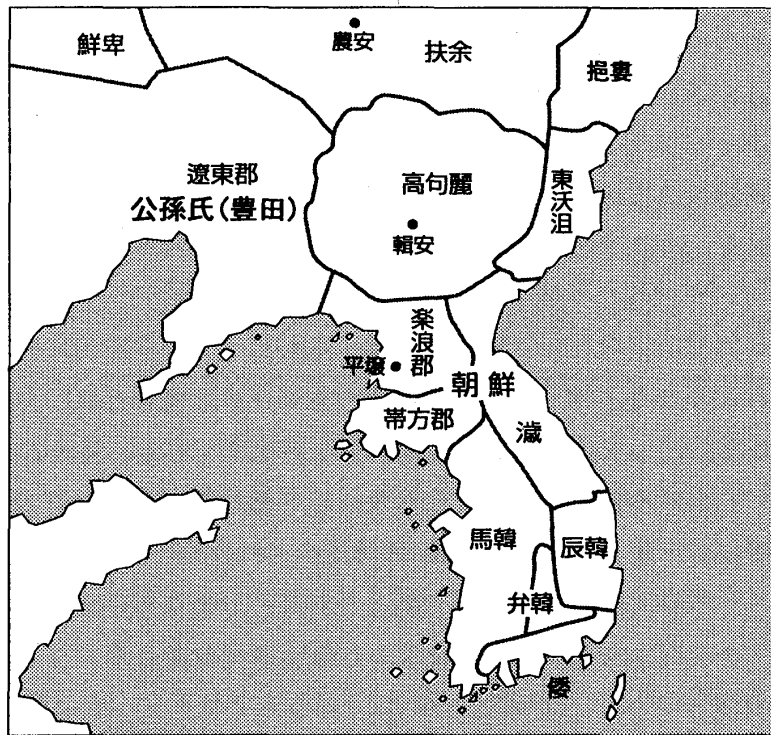 鮮卑
農安
扶余
挹婁
遼東郡
公孫氏(豊田)
高句麗
輯安
東沃沮
楽浪郡
平壌
朝鮮
帯方郡
濊
馬韓
辰韓
弁韓
倭